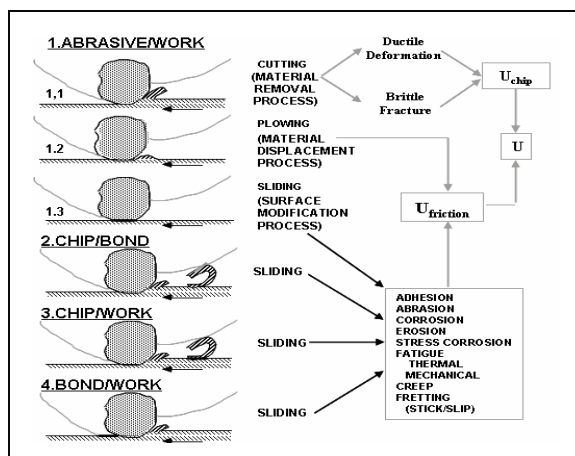 1.ABRASIVE/WORK
1,1
CUTTING
(MATERIAL
REMOVAL
PROCESS)
Ductile
Deformation
Brittle
Fracture
U chip
U
1.2
PLOWING
(MATERIAL
DISPLACEMENT
PROCESS)
1.3
SLIDING
(SURFACE
MODIFICATION
PROCESS)
U friction
2.CHIP/BOND
SLIDING
3.CHIP/WORK
SLIDING
4.BOND/WORK
SLIDING
ADHESION
ABRASION
CORROSION
EROSION
STRESS CORROSION
FATIGUE
THERMAL
MECHANICAL
CREEP
FRETTING
(STICK/SLIP)